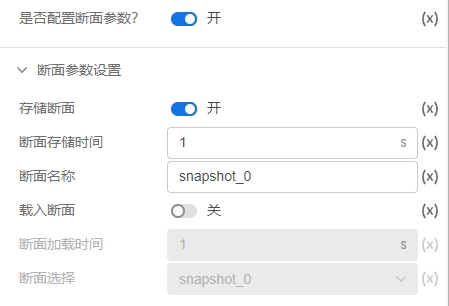 是否配置断面参数? 开 (x)
断面参数设置
存储断面 开 (x)
断面存储时间 1 s (x)
断面名称 snapshot_0 (x)
载入断面 关 (x)
断面加载时间 1 s (x)
断面选择 snapshot_0 (x)